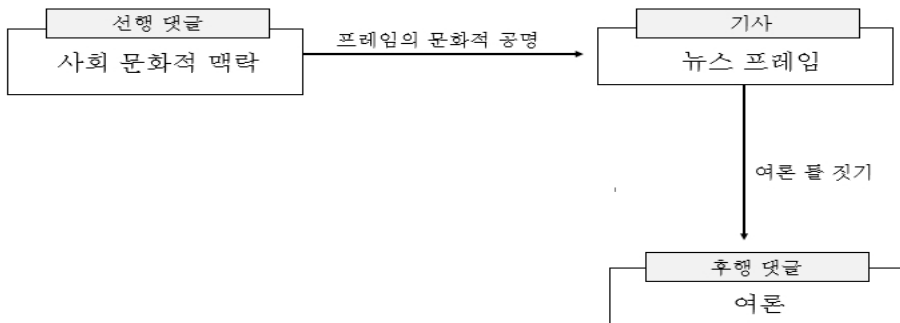 선행 댓글
사회 문화적 맥락
프레임의 문화적 공명
기사
뉴스 프레임
여론 틀 짓기
후행 댓글
여론